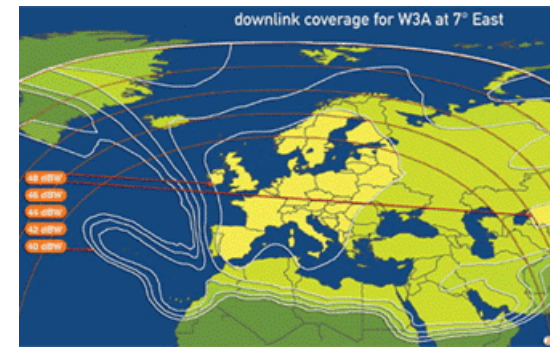 downlink coverage for W3A at 7° East
48 dBW
46 dBW
44 dBW
42 dBW
40 dBW